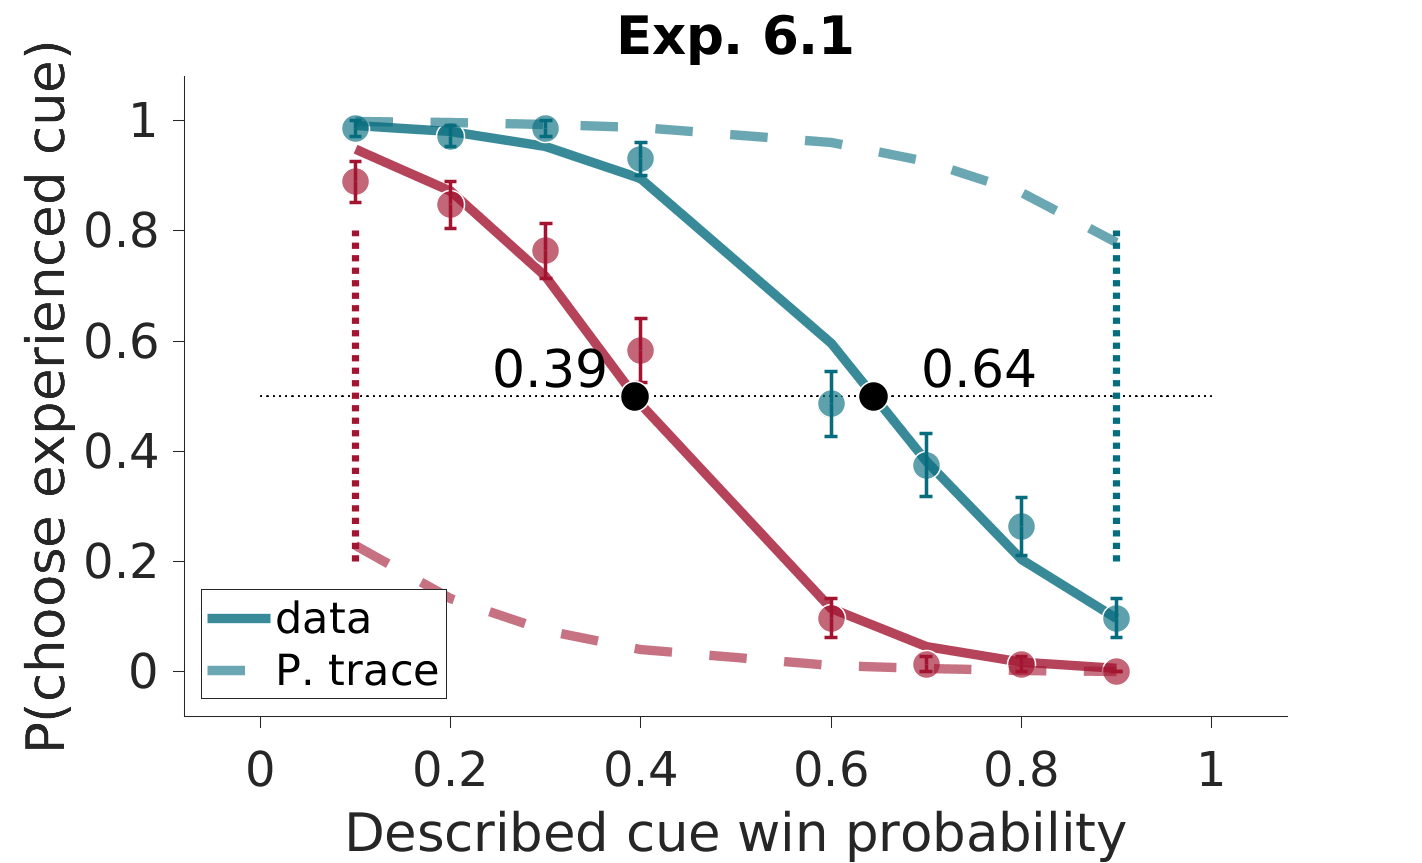 Exp. 6.1
P(choose experienced cue)
1
0.8
0.6
0.4
0.2
0
0.39
0.64
data
P. trace
0 0.2 0.4 0.6 0.8 1
Described cue win probability